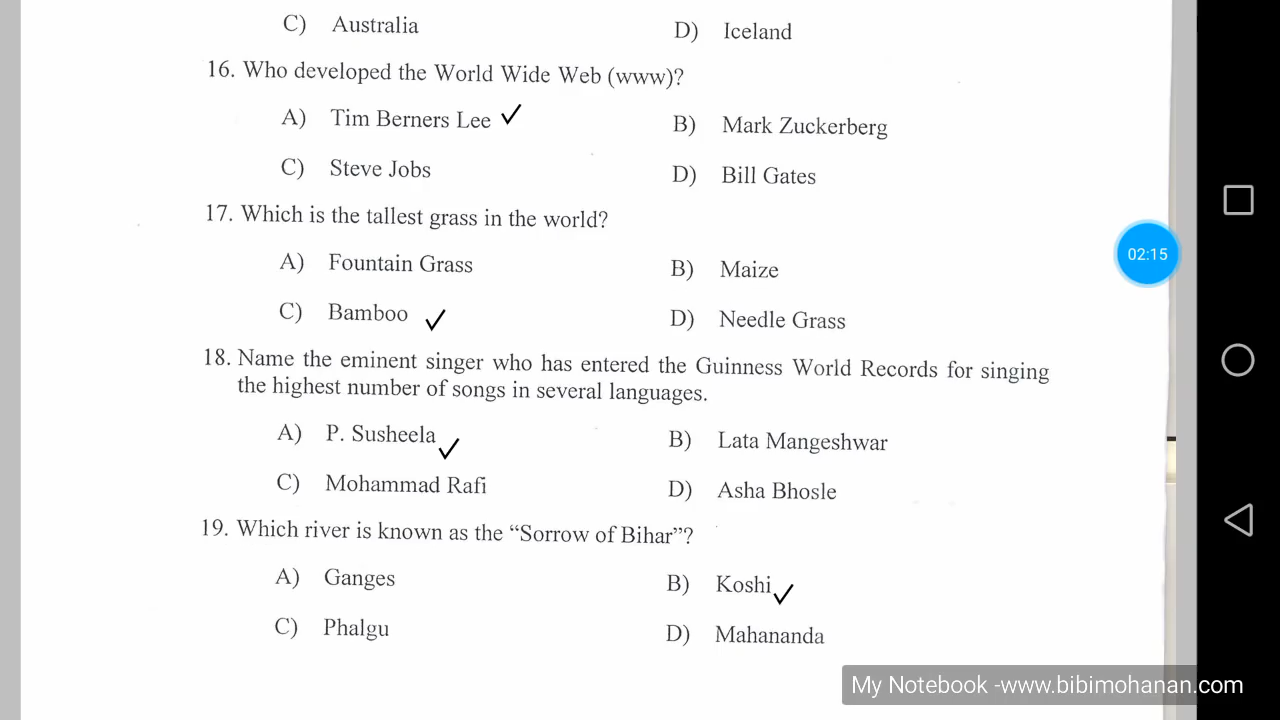 C) Australia D) Iceland
16. Who developed the World Wide Web (www)?
A) Tim Berners Lee ✓ B) Mark Zuckerberg
C) Steve Jobs D) Bill Gates
17. Which is the tallest grass in the world?
A) Fountain Grass B) Maize
C) Bamboo ✓ D) Needle Grass
18. Name the eminent singer who has entered the Guinness World Records for singing
the highest number of songs in several languages.
A) P. Susheela ✓ B) Lata Mangeshwar
C) Mohammad Rafi D) Asha Bhosle
19. Which river is known as the “Sorrow of Bihar”?
A) Ganges B) Koshi ✓
C) Phalgu D) Mahananda
02:15
My Notebook -www.bibimohanan.com